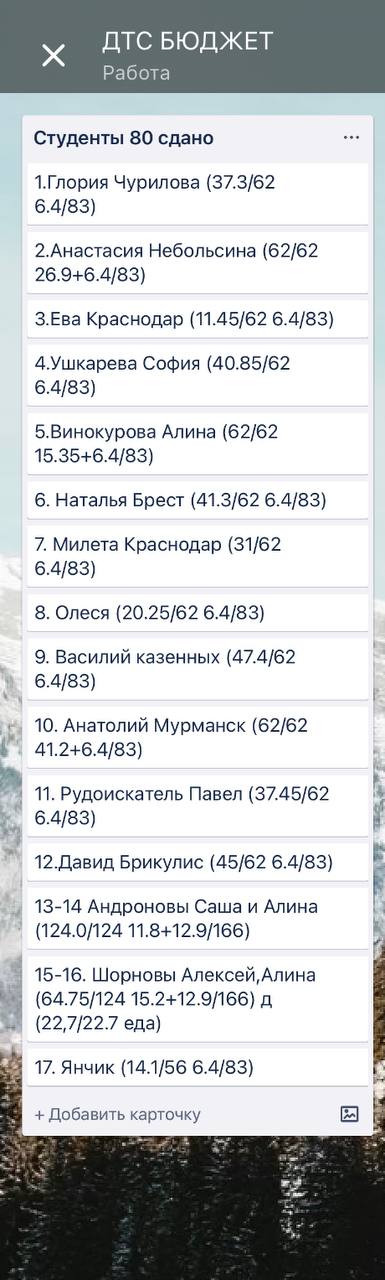 ДТС БЮДЖЕТ
Работа
Студенты 80 сдано
1.Глория Чурилова (37.3/62
6.4/83)
2.Анастасия Небольсина (62/62
26.9+6.4/83)
3.Ева Краснодар (11.45/62 6.4/83)
4.Ушкарева София (40.85/62
6.4/83)
5.Винокурова Алина (62/62
15.35+6.4/83)
6. Наталья Брест (41.3/62 6.4/83)
7. Милета Краснодар (31/62
6.4/83)
8. Олеся (20.25/62 6.4/83)
9. Василий казенных (47.4/62
6.4/83)
10. Анатолий Мурманск (62/62
41.2+6.4/83)
11. Рудоискатель Павел (37.45/62
6.4/83)
12.Давид Брикулис (45/62 6.4/83)
13-14 Андроновы Саша и Алина
(124.0/124 11.8+12.9/166)
15-16. Шорновы Алексей,Алина
(64.75/124 15.2+12.9/166) д
(22,7/22.7 еда)
17. Янчик (14.1/56 6.4/83)
+ Добавить карточку